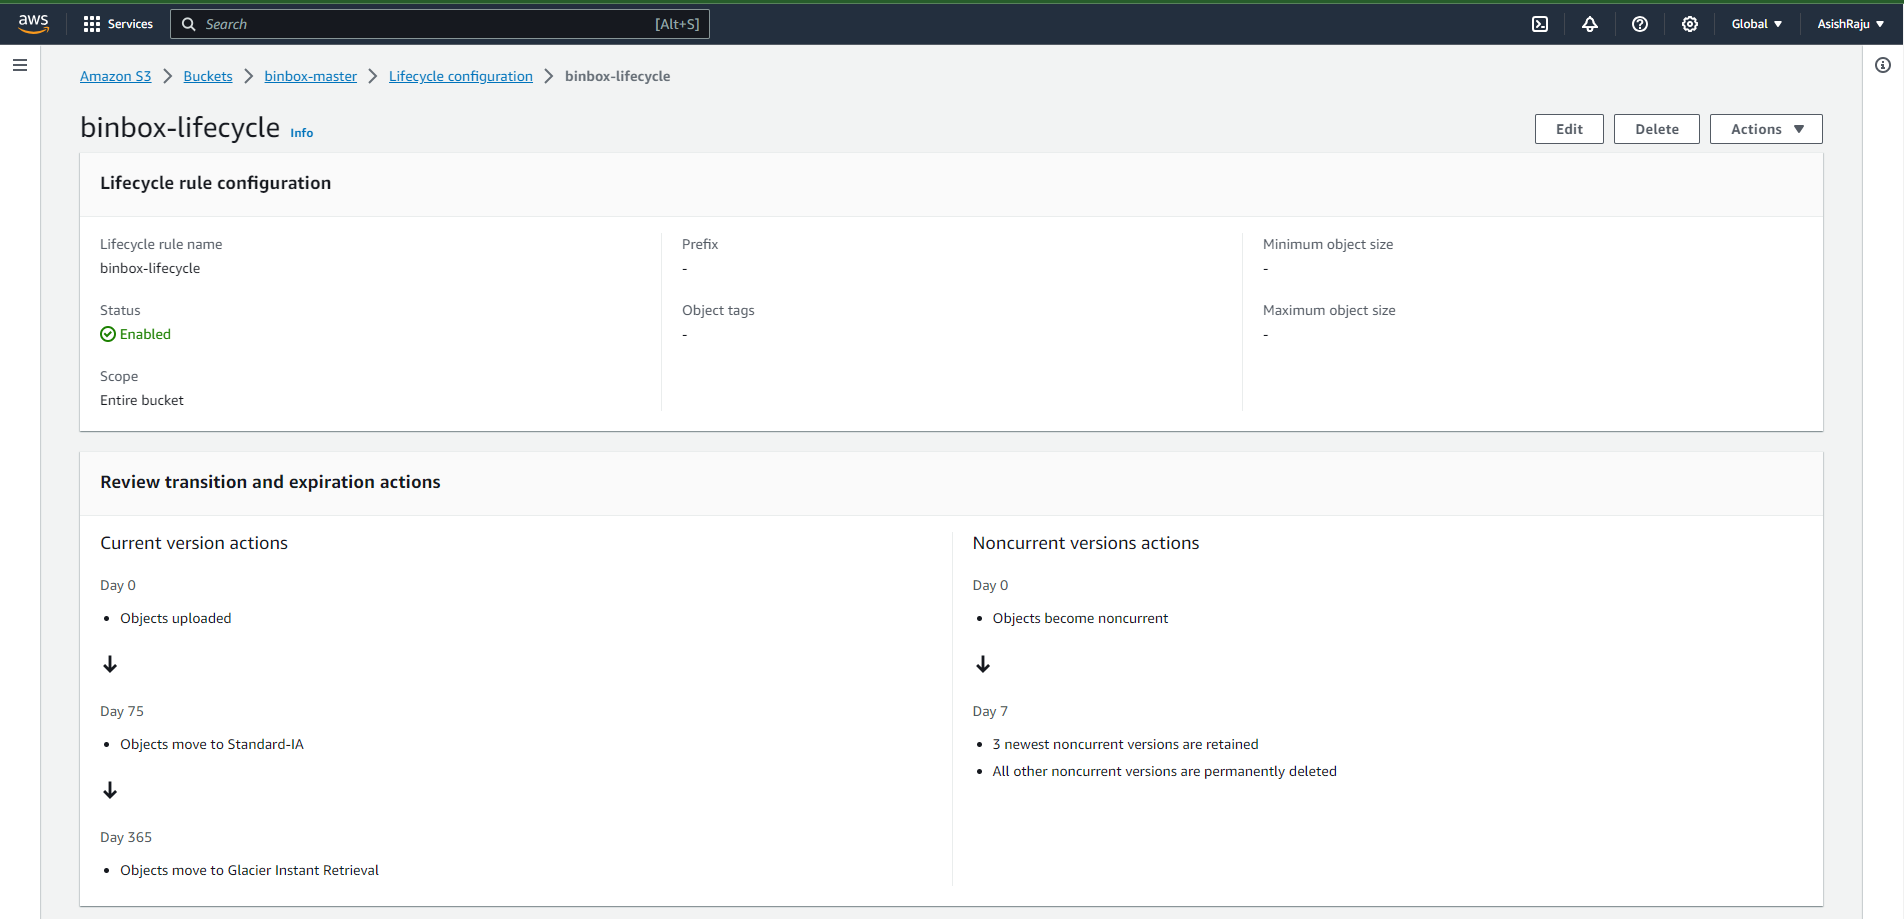 aws
Services
Search
[Alt+S]
Global
AsishRaju
Amazon S3
Buckets
binbox-master
Lifecycle configuration
binbox-lifecycle
binbox-lifecycle Info
Edit
Delete
Actions
Lifecycle rule configuration
Lifecycle rule name
binbox-lifecycle
Status
Enabled
Scope
Entire bucket
Prefix
-
Object tags
-
Minimum object size
-
Maximum object size
-
Review transition and expiration actions
Current version actions
Day 0
• Objects uploaded
Day 75
• Objects move to Standard-IA
Day 365
• Objects move to Glacier Instant Retrieval
Noncurrent versions actions
Day 0
• Objects become noncurrent
Day 7
• 3 newest noncurrent versions are retained
• All other noncurrent versions are permanently deleted